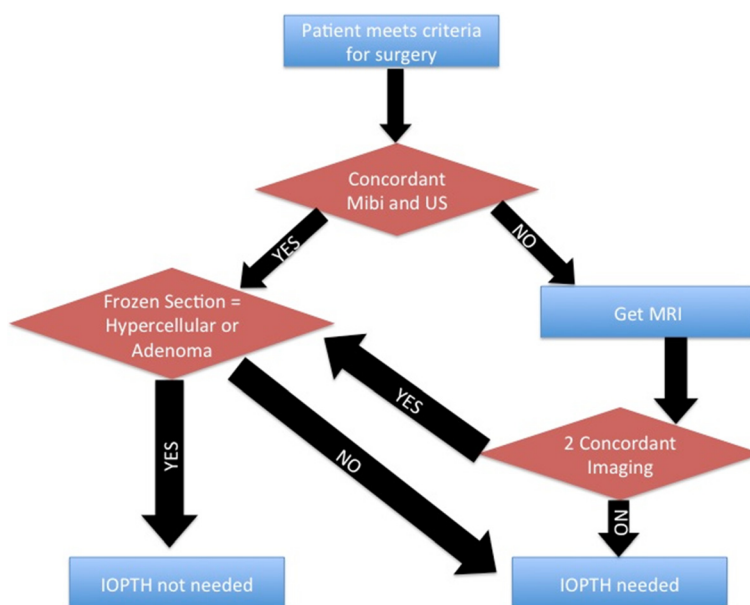 Patient meets criteria
for surgery
Concordant
Mibi and US
YES
NO
Frozen Section =
Hypercellular or
Adenoma
Get MRI
YES
2 Concordant
Imaging
YES
NO
NO
IOPTH not needed
IOPTH needed